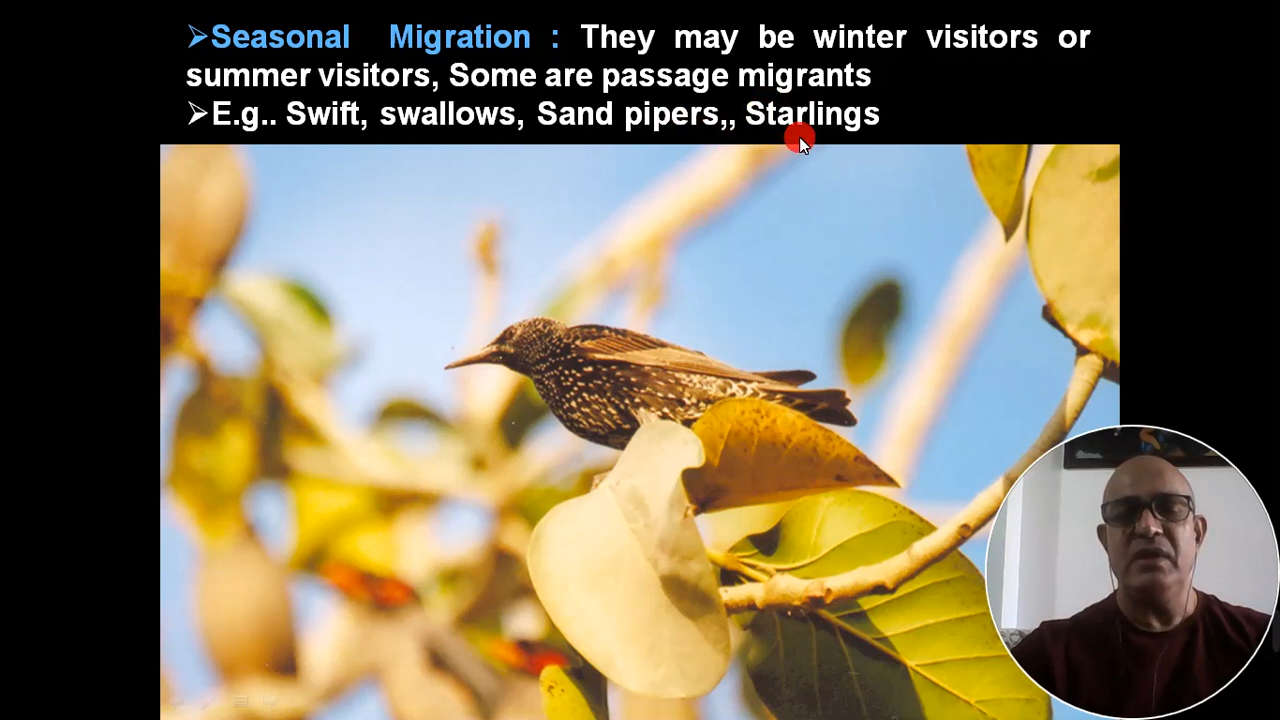 ➢Seasonal Migration : They may be winter visitors or
summer visitors, Some are passage migrants
➢E.g.. Swift, swallows, Sand pipers,, Starlings